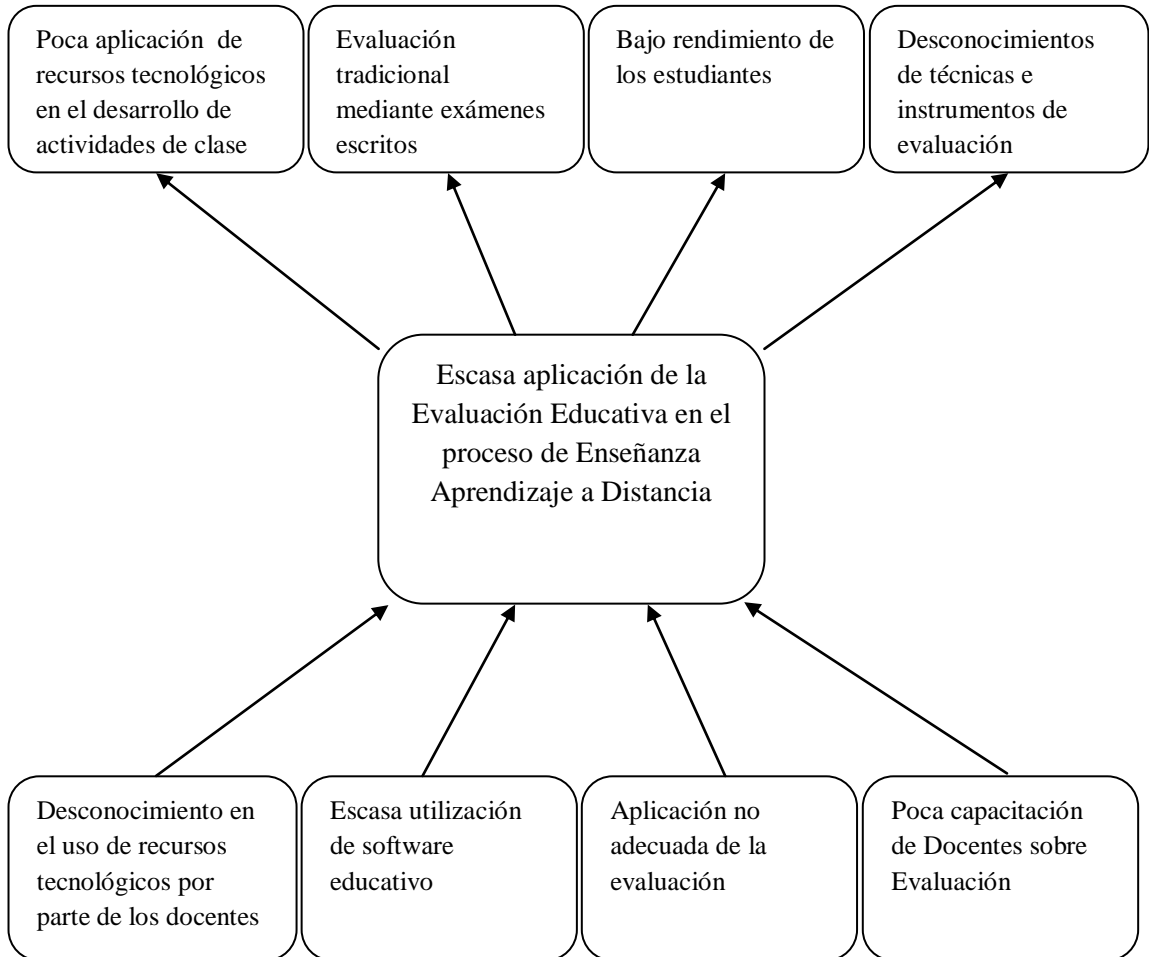 Poca aplicación  de
recursos tecnológicos
en el desarrollo de
actividades de clase
Evaluación
tradicional
mediante exámenes
escritos
Bajo rendimiento de
los estudiantes
Desconocimientos
de técnicas e
instrumentos de
evaluación
Escasa aplicación de la
Evaluación Educativa en el
proceso de Enseñanza
Aprendizaje a Distancia
Desconocimiento en
el uso de recursos
tecnológicos por
parte de los docentes
Escasa utilización
de software
educativo
Aplicación no
adecuada de la
evaluación
Poca capacitación
de Docentes sobre
Evaluación